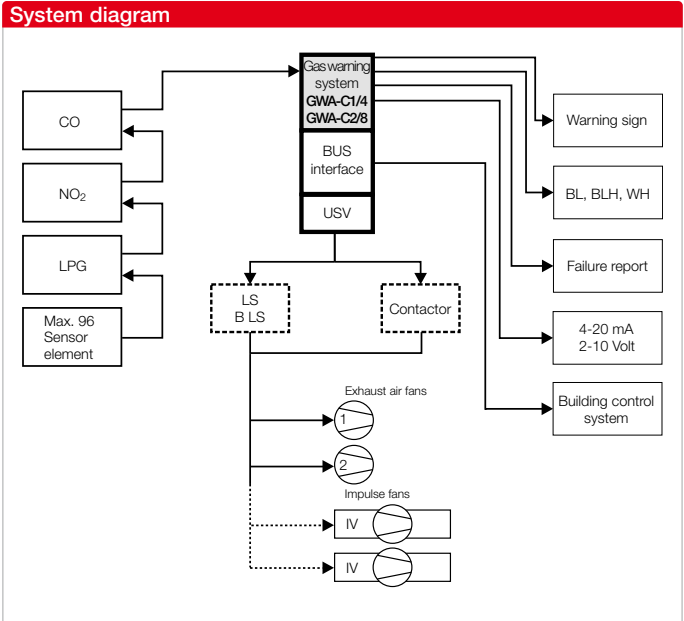 System diagram
Gas warning
system
GWA-C1/4
GWA-C2/8
BUS
interface
USV
CO
NO₂
LPG
Max. 96
Sensor
element
Warning sign
BL, BLH, WH
Failure report
4-20 mA
2-10 Volt
Building control
system
LS
B LS
Contactor
Exhaust air fans
1
2
Impulse fans
IV
IV